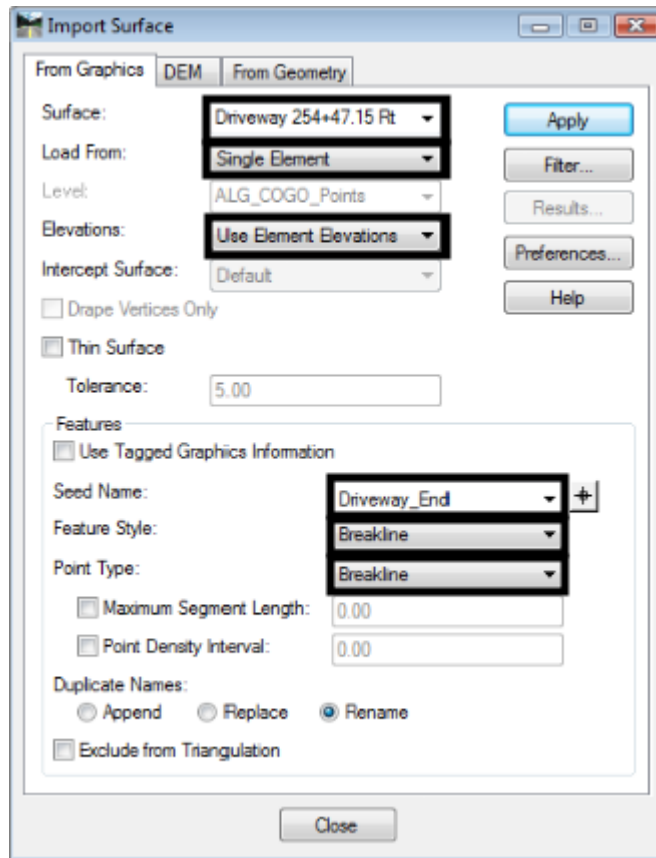 Import Surface
From Graphics DEM From Geometry
Surface: Driveway 254+47.15 Rt Apply
Load From: Single Element Filter...
Level: ALG_COGO_Points Results...
Elevations: Use Element Elevations Preferences...
Intercept Surface: Default Help
Drape Vertices Only
Thin Surface
Tolerance: 5.00
Features
Use Tagged Graphiics Information
Seed Name: Driveway_End
Feature Style: Breakline
Point Type: Breakline
Maximum Segment Length: 0.00
Point Density Interval: 0.00
Duplicate Names:
Append Replace Rename
Exclude from Triangulation
Close